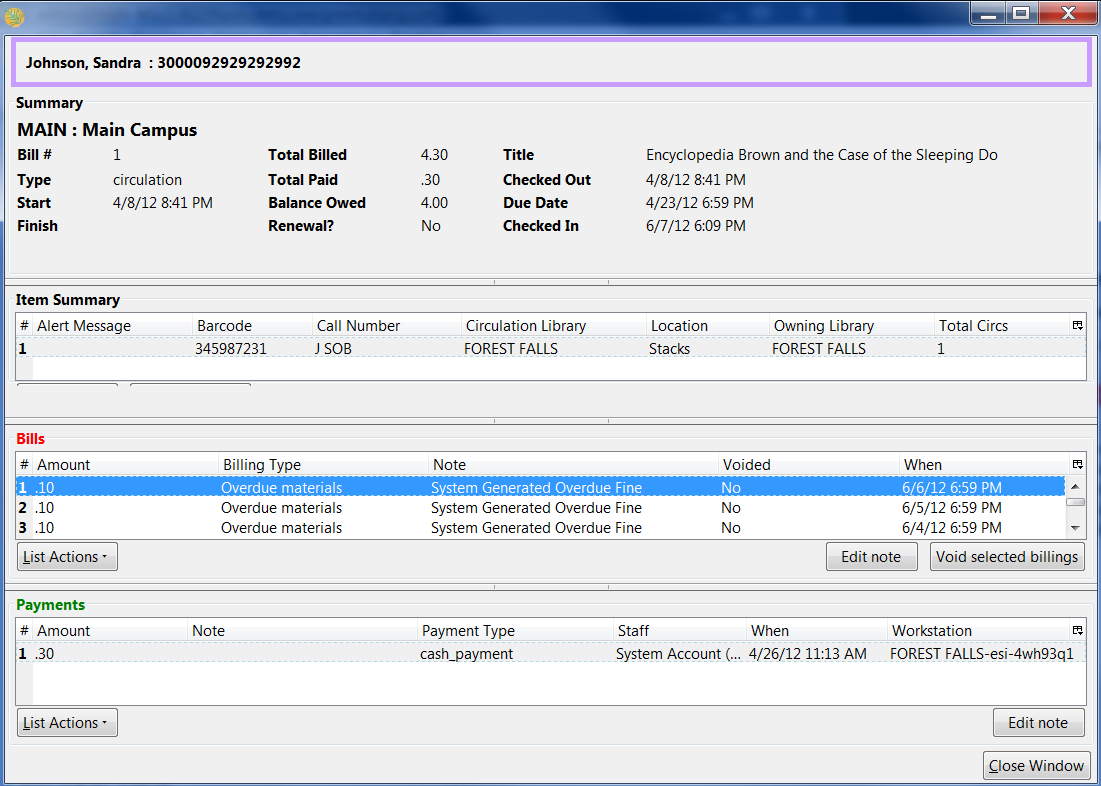 Johnson, Sandra : 3000092929292992
Summary
MAIN : Main Campus
Bill # 1 Total Billed 4.30 Title Encyclopedia Brown and the Case of the Sleeping Do
Type circulation Total Paid .30 Checked Out 4/8/12 8:41 PM
Start 4/8/12 8:41 PM Balance Owed 4.00 Due Date 4/23/12 6:59 PM
Finish Renewal? No Checked In 6/7/12 6:09 PM
Item Summary
# Alert Message Barcode Call Number Circulation Library Location Owning Library Total Circs
1 345987231 J SOB FOREST FALLS Stacks FOREST FALLS 1
Bills
# Amount Billing Type Note Voided When
1 .10 Overdue materials System Generated Overdue Fine No 6/6/12 6:59 PM
2 .10 Overdue materials System Generated Overdue Fine No 6/5/12 6:59 PM
3 .10 Overdue materials System Generated Overdue Fine No 6/4/12 6:59 PM
List Actions Edit note Void selected billings
Payments
# Amount Note Payment Type Staff When Workstation
1 .30 cash_payment System Account (... 4/26/12 11:13 AM FOREST FALLS-esi-4wh93q1
List Actions Edit note
Close Window